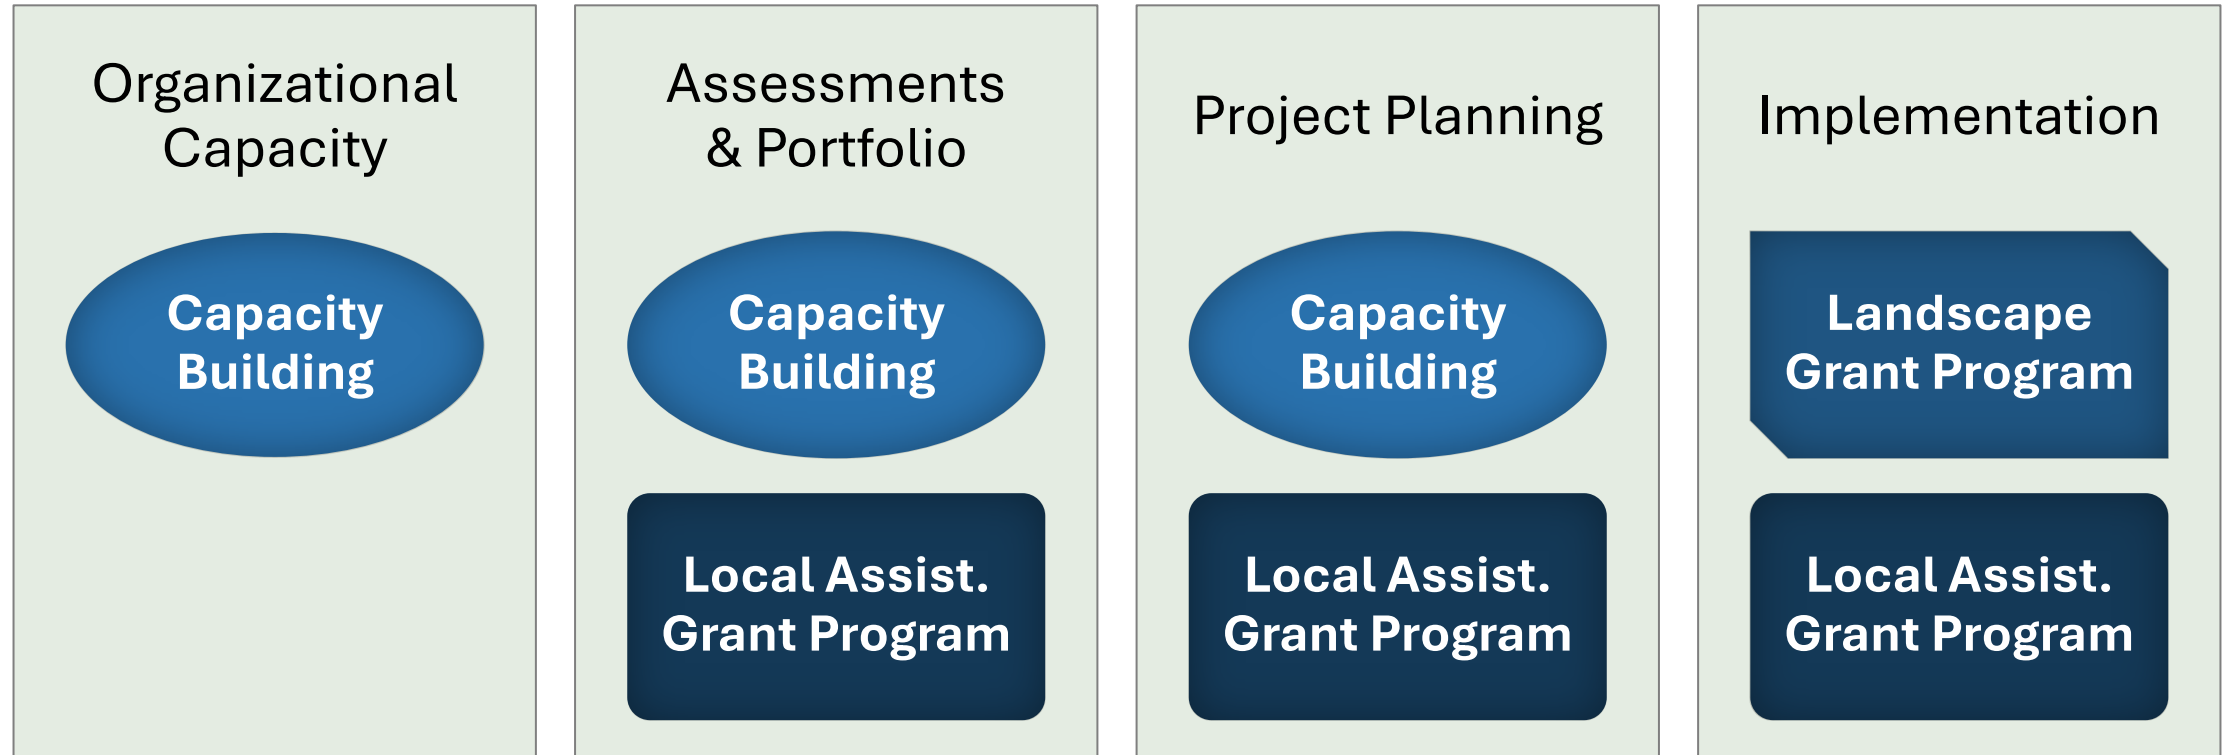 Organizational
Capacity
Capacity
Building
Assessments
& Portfolio
Capacity
Building
Local Assist.
Grant Program
Project Planning
Capacity
Building
Local Assist.
Grant Program
Implementation
Landscape
Grant Program
Local Assist.
Grant Program